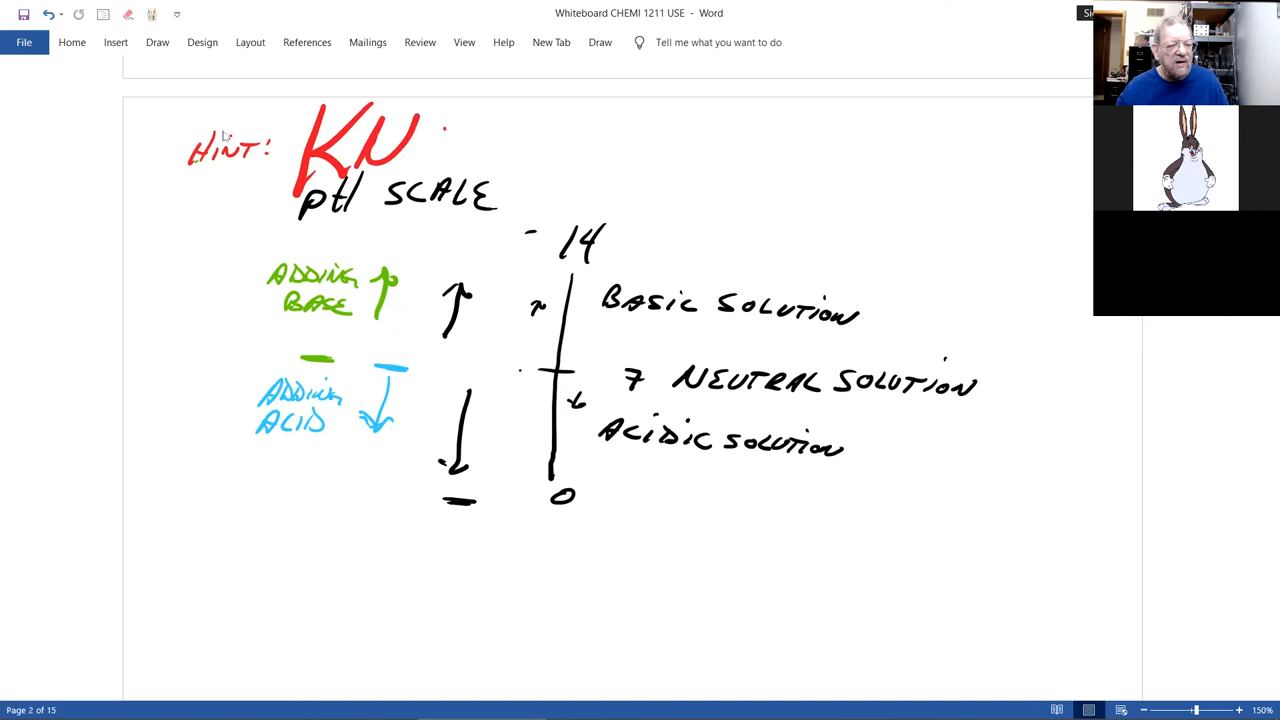 Whiteboard CHEMI 1211 USE - Word
File Home Insert Draw Design Layout References Mailings Review View Help New Tab Draw Tell me what you want to do
HINT: KN
pH SCALE
14
ADDING
BASE
BASIC SOLUTION
7 NEUTRAL SOLUTION
ADDING
ACID
ACIDIC SOLUTION
0
Page 2 of 15
150%